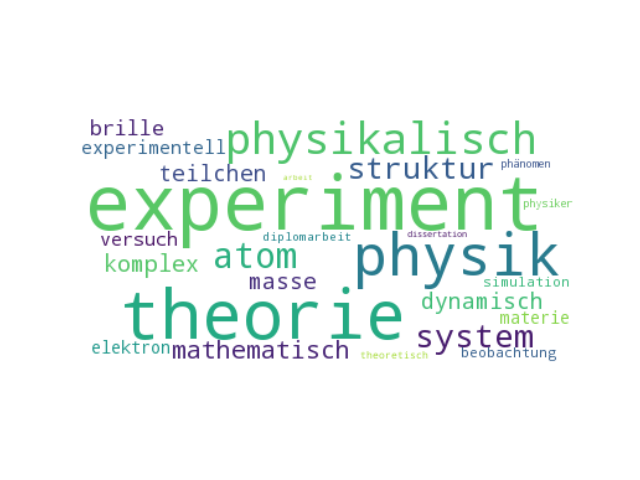 brille
physikalisch
experimentell
teilchen
struktur
phänomen
arbeit
experiment
physiker
versuch
diplomarbeit
dissertation
atom
physik
komplex
masse
simulation
theorie
dynamisch
materie
system
elektron
mathematisch
theoretisch
beobachtung